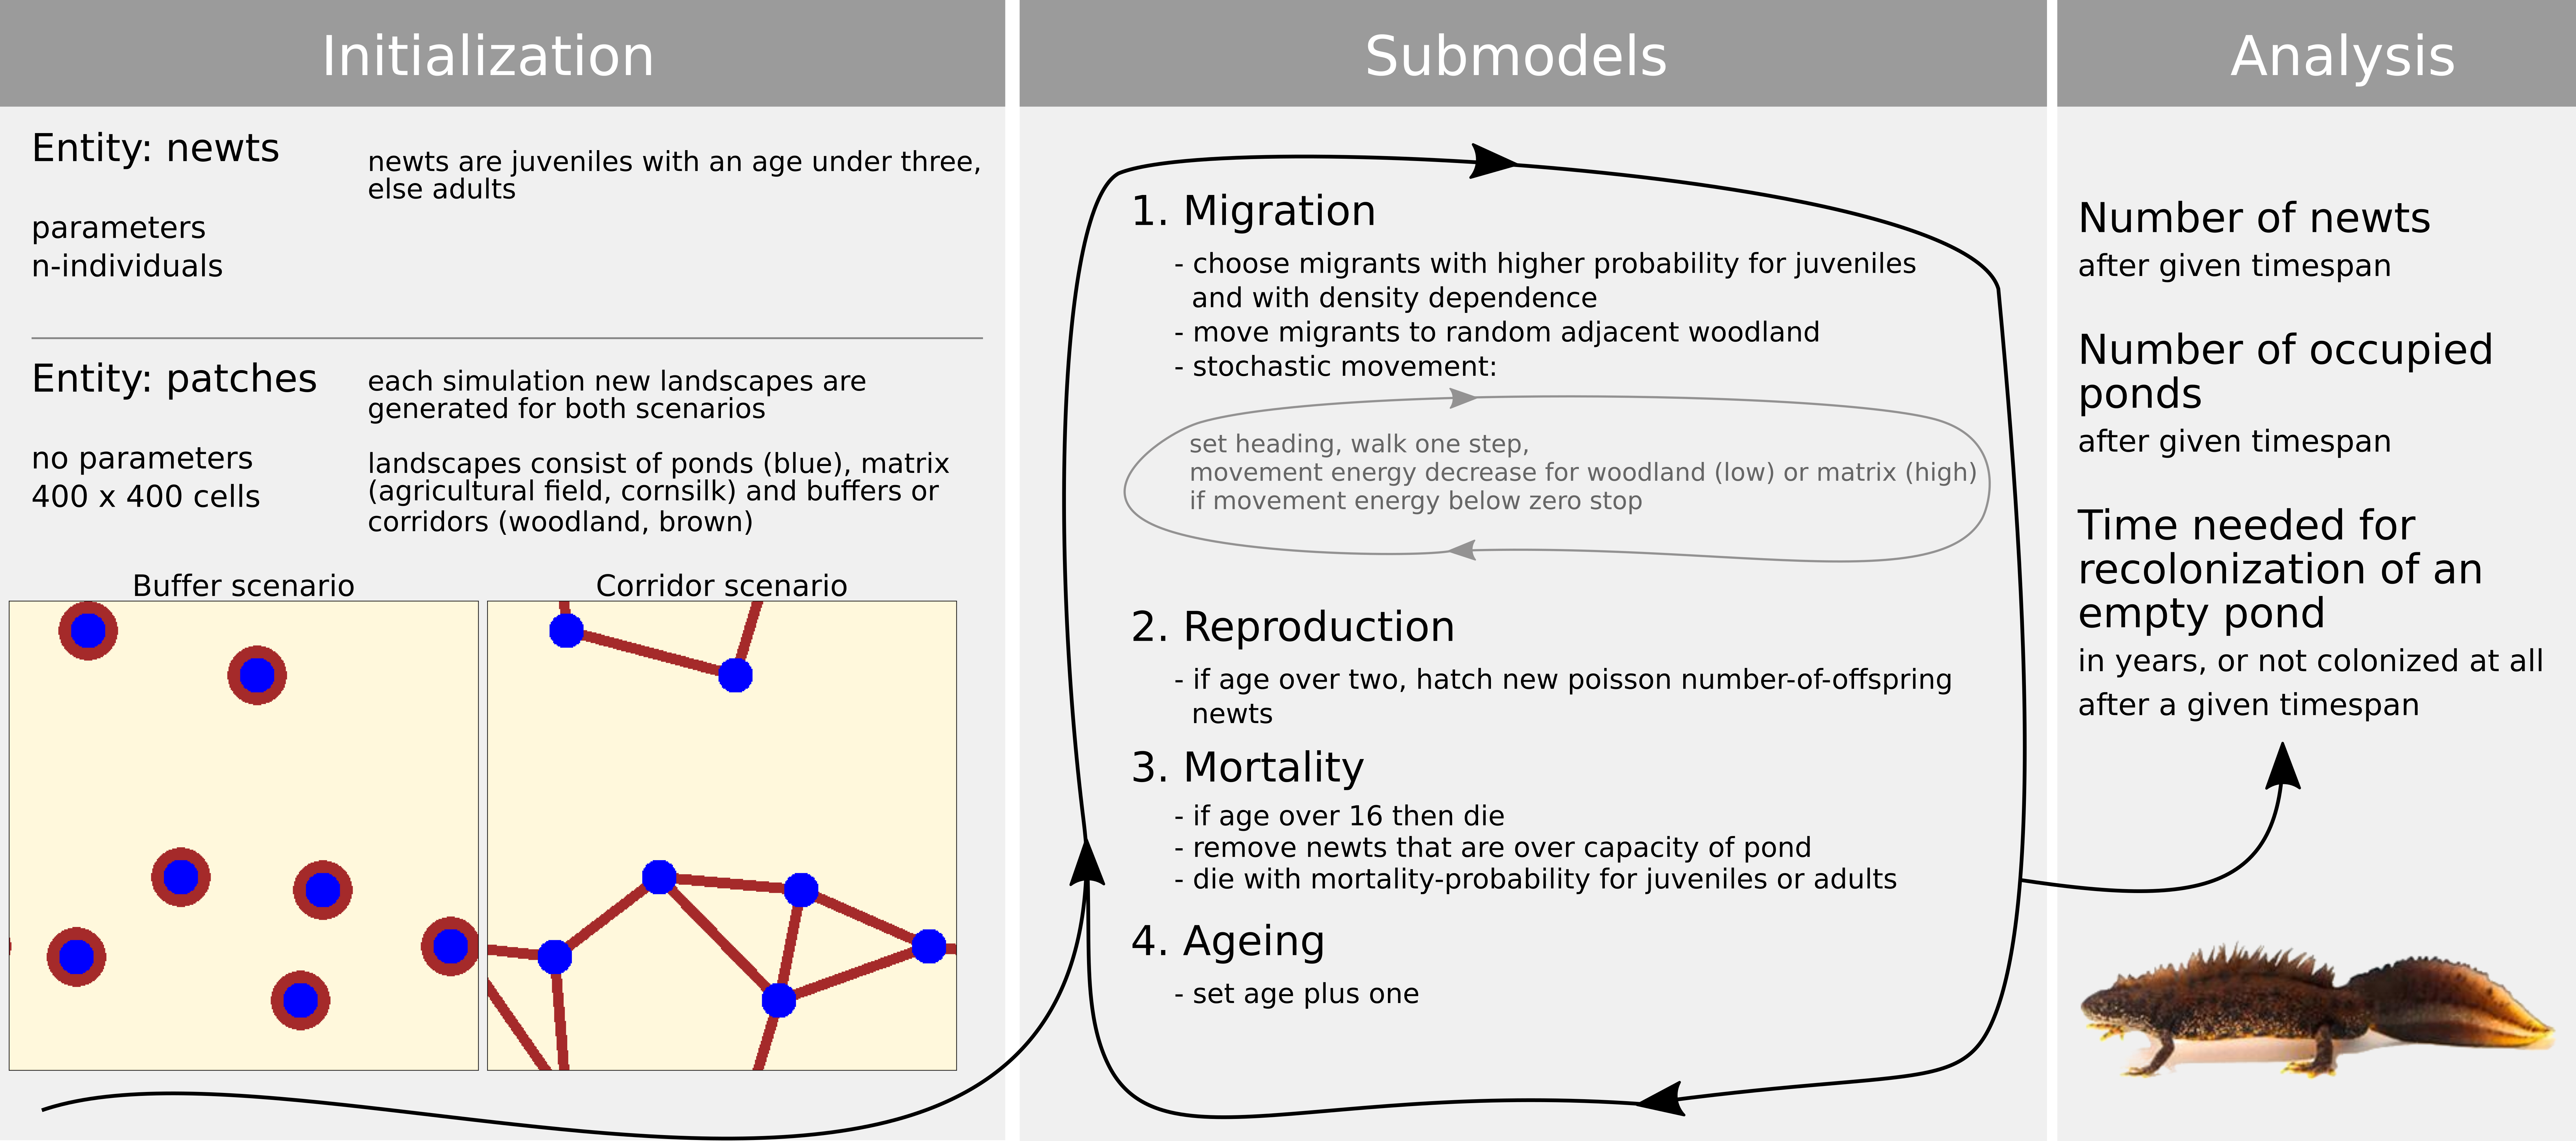 Initialization
Entity: newts
newts are juveniles with an age under three,
else adults
parameters
n-individuals
Entity: patches
each simulation new landscapes are
generated for both scenarios
no parameters
400 x 400 cells
landscapes consist of ponds (blue), matrix
(agricultural field, cornsilk) and buffers or
corridors (woodland, brown)
Buffer scenario
Corridor scenario
Submodels
1. Migration
- choose migrants with higher probability for juveniles
and with density dependence
- move migrants to random adjacent woodland
- stochastic movement:
set heading, walk one step,
movement energy decrease for woodland (low) or matrix (high)
if movement energy below zero stop
2. Reproduction
- if age over two, hatch new poisson number-of-offspring
newts
3. Mortality
- if age over 16 then die
- remove newts that are over capacity of pond
- die with mortality-probability for juveniles or adults
4. Ageing
- set age plus one
Analysis
Number of newts
after given timespan
Number of occupied
ponds
after given timespan
Time needed for
recolonization of an
empty pond
in years, or not colonized at all
after a given timespan